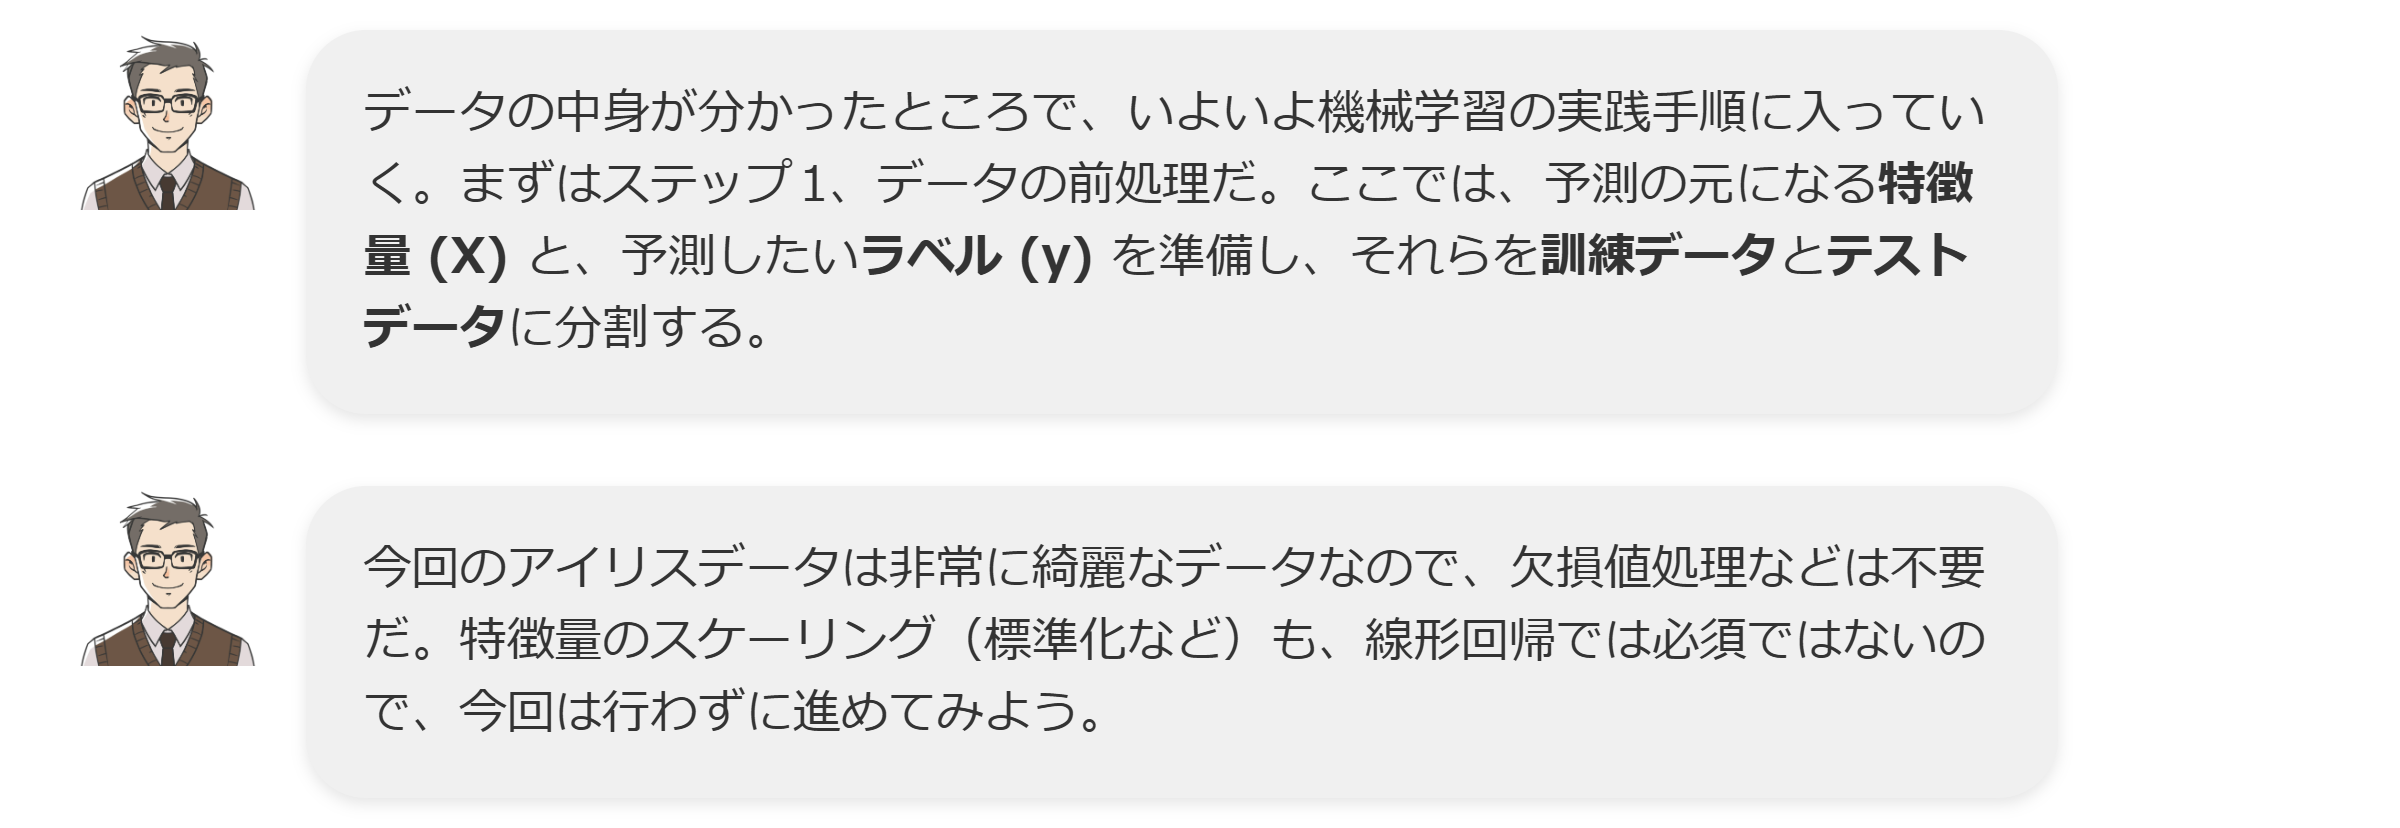 データの中身が分かったところで、いよいよ機械学習の実践手順に入ってい
く。まずはステップ1、データの前処理だ。ここでは、予測の元になる特徴
量 (X) と、予測したいラベル (y) を準備し、それらを訓練データとテスト
データに分割する。
今回のアイリスデータは非常に綺麗なデータなので、欠損値処理などは不要
だ。特徴量のスケーリング（標準化など）も、線形回帰では必須ではないの
で、今回は行わずに進めてみよう。